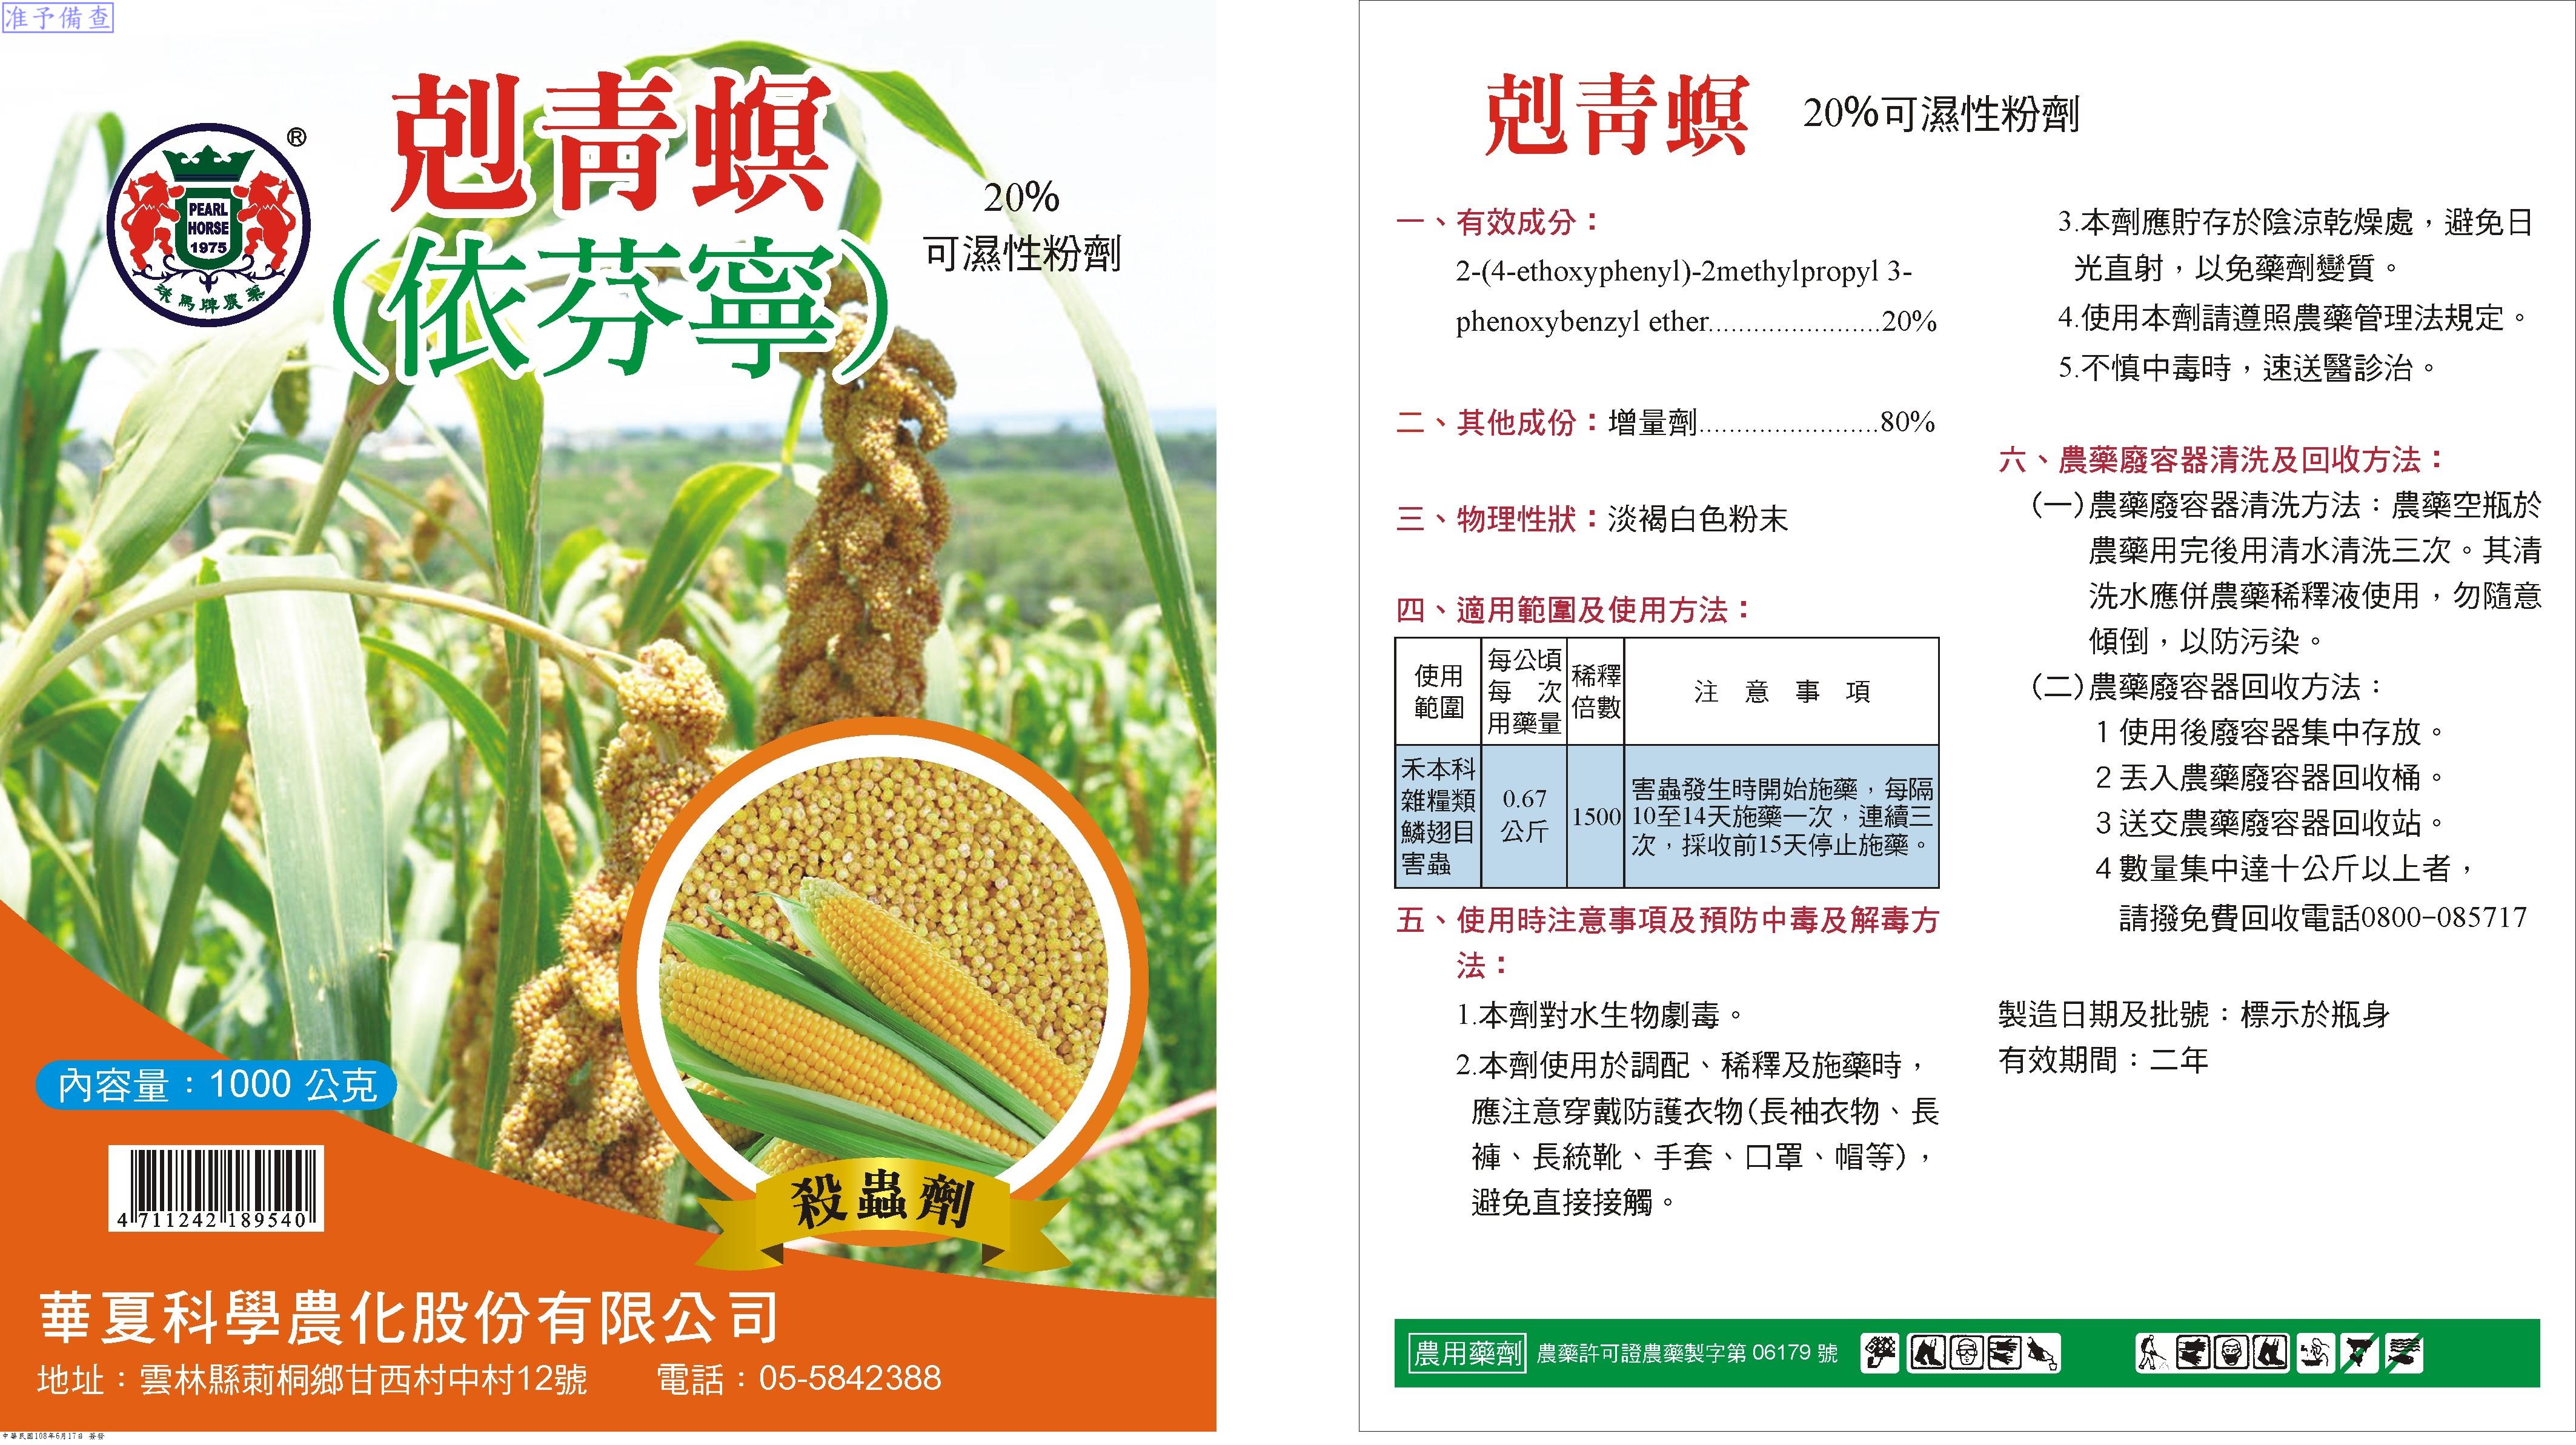 准予備查
剋青螟
(依芬寧)
20%
可濕性粉劑
®
PEARL
HORSE
1975
珠馬牌農藥
內容量：1000 公克
4 711242 189540
殺蟲劑
華夏科學農化股份有限公司
地址：雲林縣莿桐鄉甘西村中村12號 電話：05-5842388
中華民國108年6月17日 簽發
剋青螟 20%可濕性粉劑
一、有效成分：
2-(4-ethoxyphenyl)-2methylpropyl 3-
phenoxybenzyl ether.......................20%
二、其他成份：增量劑........................80%
三、物理性狀：淡褐白色粉末
四、適用範圍及使用方法：
使用
範圍
每公頃
每 次
用藥量
稀釋
倍數
注 意 事 項
禾本科
雜糧類
鱗翅目
害蟲
0.67
公斤
1500
害蟲發生時開始施藥，每隔
10至14天施藥一次，連續三
次，採收前15天停止施藥。
五、使用時注意事項及預防中毒及解毒方
法：
1.本劑對水生物劇毒。
2.本劑使用於調配、稀釋及施藥時，
應注意穿戴防護衣物(長袖衣物、長
褲、長統靴、手套、口罩、帽等)，
避免直接接觸。
3.本劑應貯存於陰涼乾燥處，避免日
光直射，以免藥劑變質。
4.使用本劑請遵照農藥管理法規定。
5.不慎中毒時，速送醫診治。
六、農藥廢容器清洗及回收方法：
(一)農藥廢容器清洗方法：農藥空瓶於
農藥用完後用清水清洗三次。其清
洗水應併農藥稀釋液使用，勿隨意
傾倒，以防污染。
(二)農藥廢容器回收方法：
1 使用後廢容器集中存放。
2 丟入農藥廢容器回收桶。
3 送交農藥廢容器回收站。
4 數量集中達十公斤以上者，
請撥免費回收電話0800-085717
製造日期及批號：標示於瓶身
有效期間：二年
農用藥劑 農藥許可證農藥製字第 06179 號